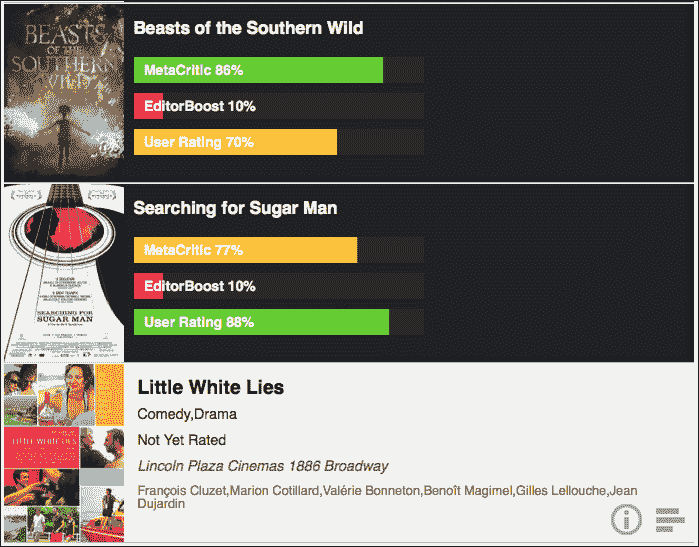 BEASTS
OF THE
SOUTHERN
WILD
Beasts of the Southern Wild
MetaCritic 86%
EditorBoost 10%
User Rating 70%
SEARCHING FOR
SUGAR MAN
Searching for Sugar Man
MetaCritic 77%
EditorBoost 10%
User Rating 88%
LITTLE WHITE LIES
Little White Lies
Comedy,Drama
Not Yet Rated
Lincoln Plaza Cinemas 1886 Broadway
François Cluzet,Marion Cotillard,Valérie Bonneton,Benoît Magimel,Gilles Lellouche,Jean
Dujardin